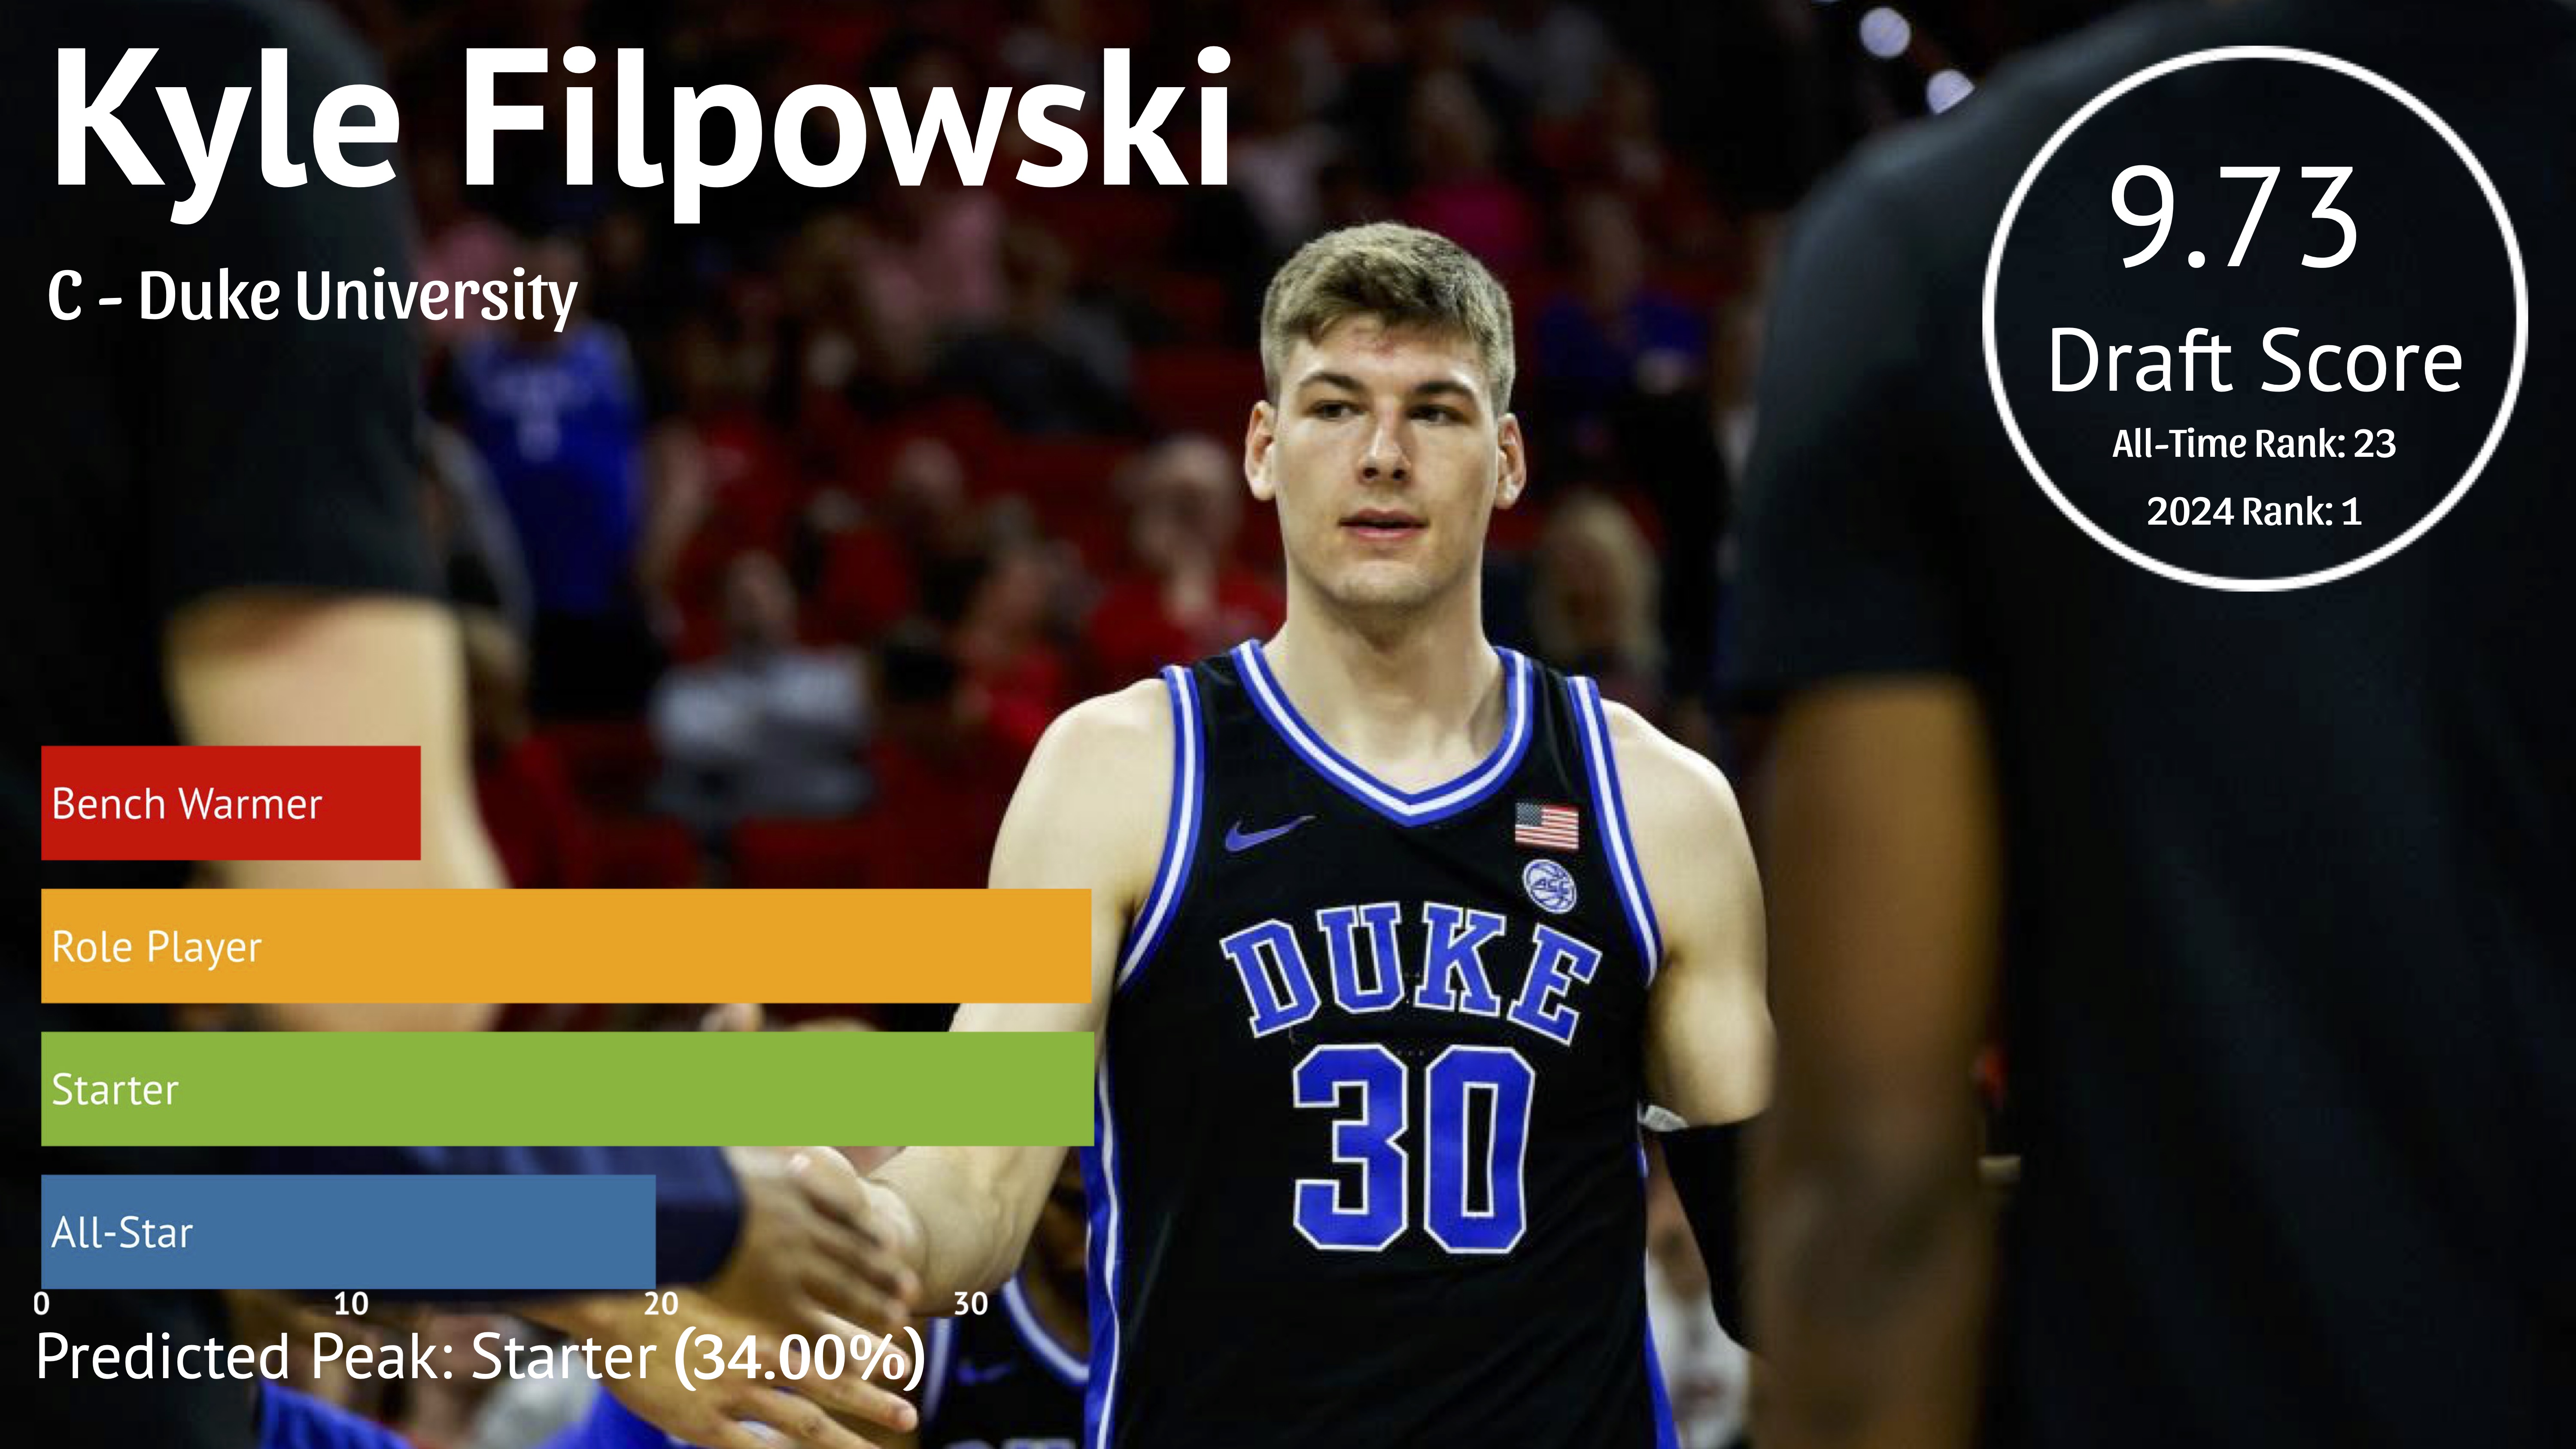 Kyle Filpowski
C - Duke University
9.73
Draft Score
All-Time Rank: 23
2024 Rank: 1
Bench Warmer
Role Player
Starter
All-Star
0 10 20 30
Predicted Peak: Starter (34.00%)
ACC
DUKE
30